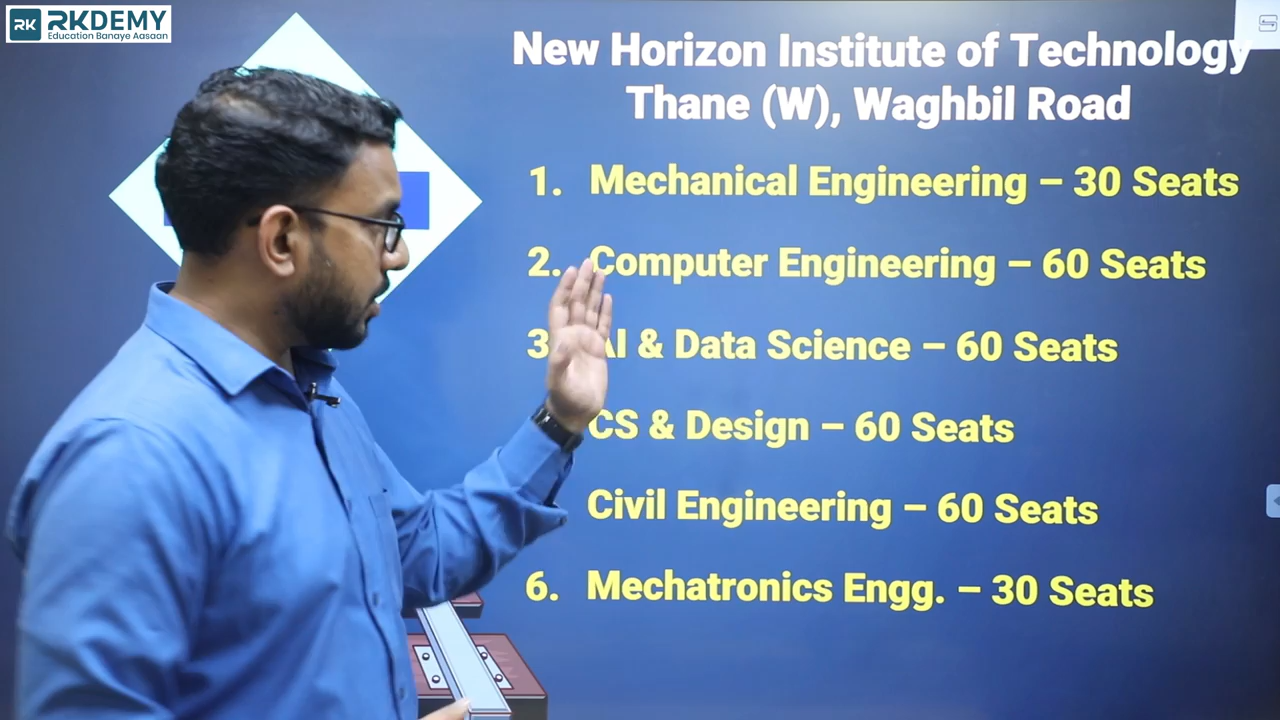 RK RKDEMY
Education Banaye Aasaan
New Horizon Institute of Technology
Thane (W), Waghbil Road
1. Mechanical Engineering – 30 Seats
2. Computer Engineering – 60 Seats
3 AI & Data Science – 60 Seats
CS & Design – 60 Seats
Civil Engineering – 60 Seats
6. Mechatronics Engg. – 30 Seats